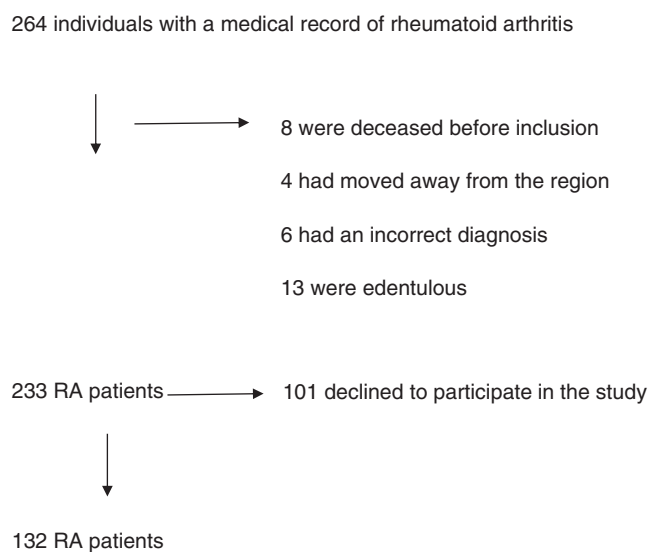 264 individuals with a medical record of rheumatoid arthritis
8 were deceased before inclusion
4 had moved away from the region
6 had an incorrect diagnosis
13 were edentulous
233 RA patients
101 declined to participate in the study
132 RA patients